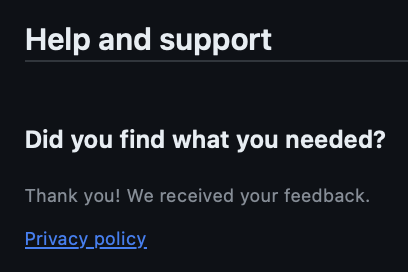 Help and support
Did you find what you needed?
Thank you! We received your feedback.
Privacy policy